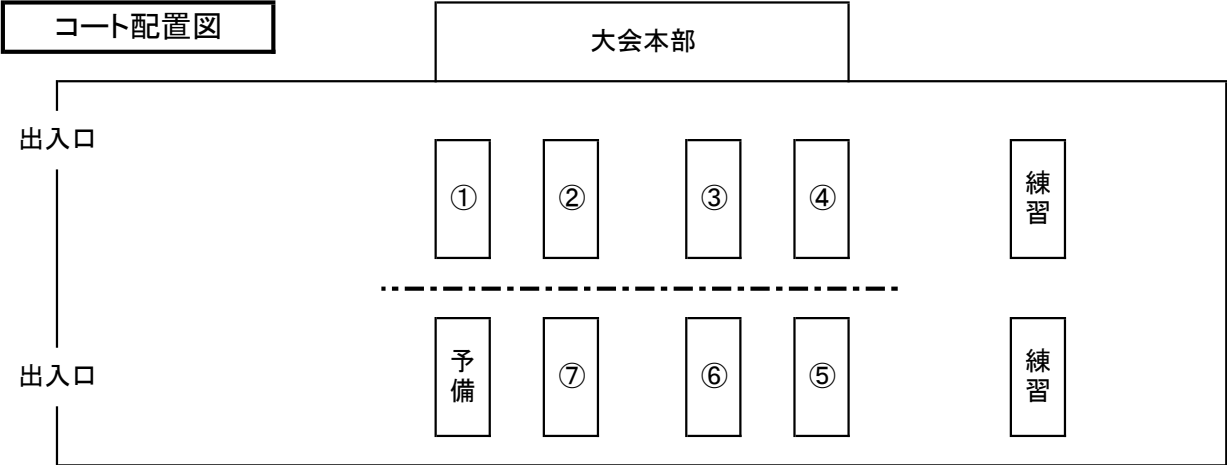 コート配置図
大会本部
出入口
① ② ③ ④ 練習
出入口
予備 ⑦ ⑥ ⑤ 練習